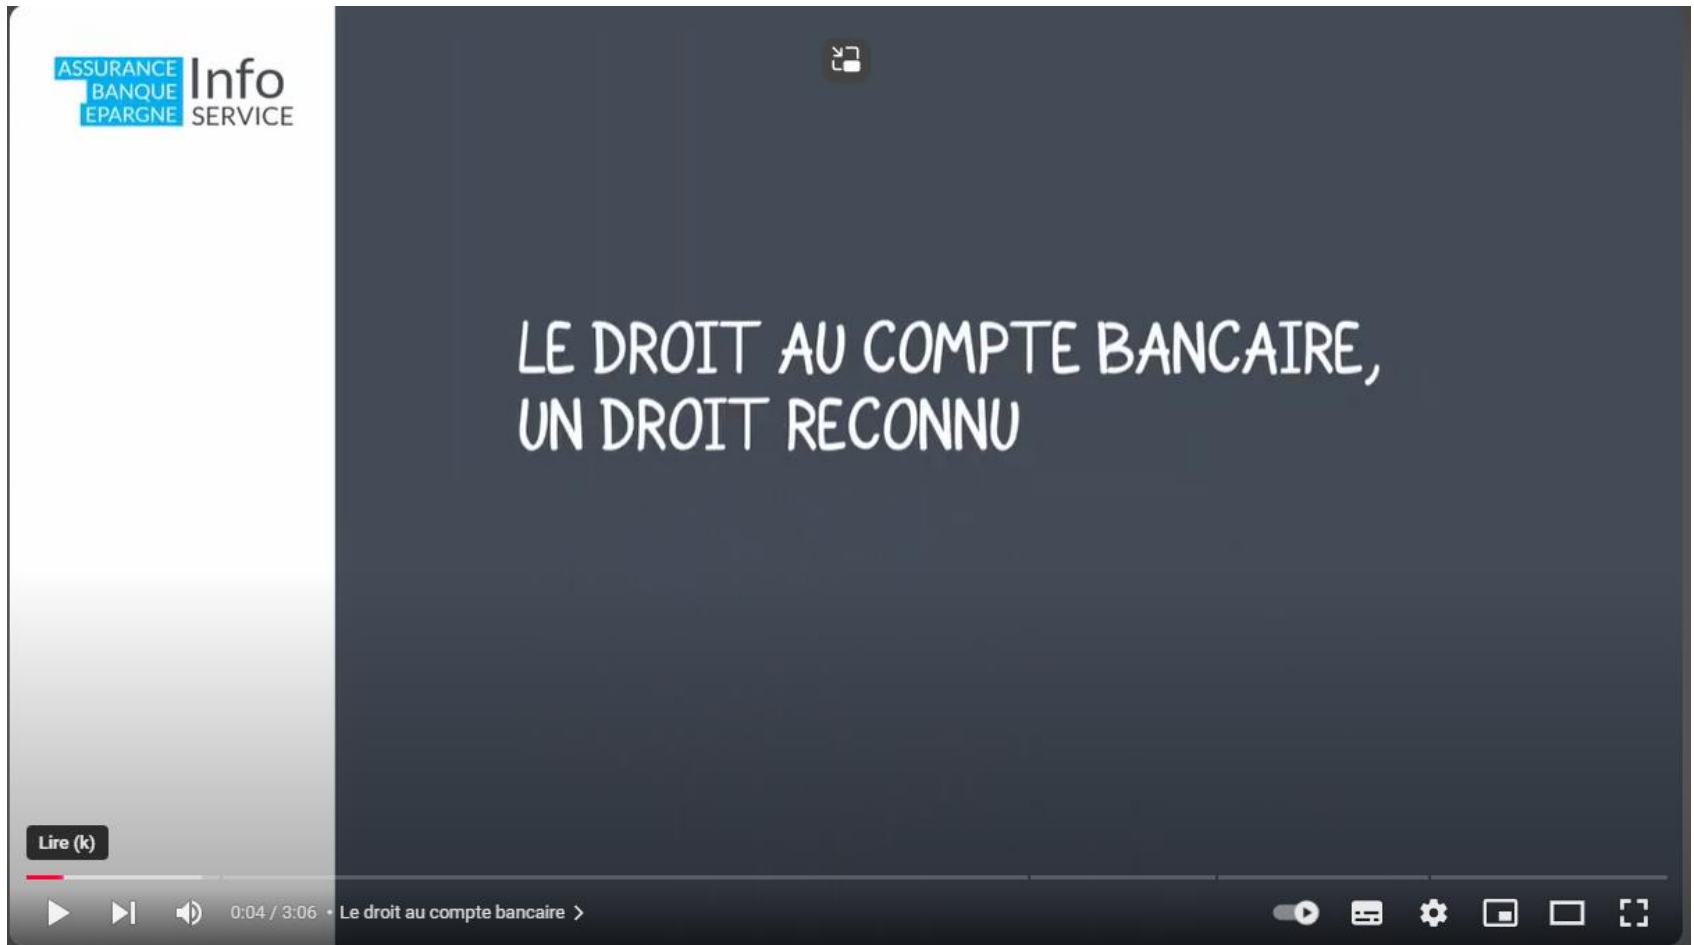 ASSURANCE
BANQUE
EPARGNE
Info
SERVICE
LE DROIT AU COMPTE BANCAIRE,
UN DROIT RECONNU
Lire (k)
0:04 / 3:06 • Le droit au compte bancaire >